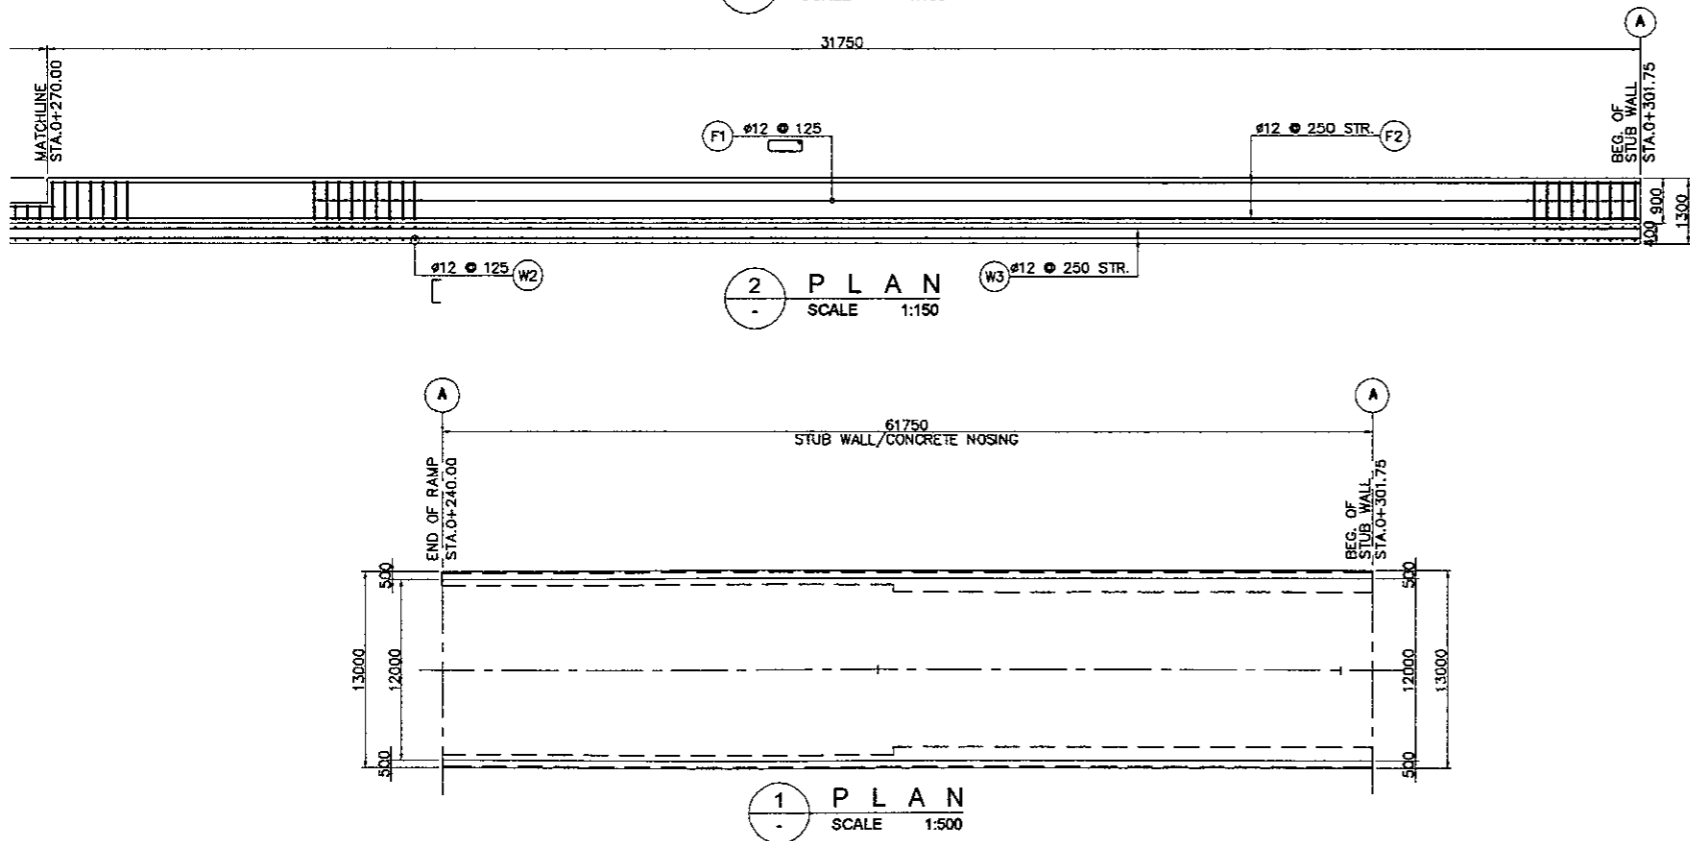 A
31750
MATCHLINE
STA.0+270.00
BEG. OF
STUB WALL
STA.0+301.75
F1
ø12 @ 125
ø12 @ 250 STR.
F2
900
400
1300
ø12 @ 125
W2
W3
ø12 @ 250 STR.
2
-
PLAN
SCALE 1:150
A
A
61750
STUB WALL/CONCRETE NOSING
END OF RAMP
STA.0+240.00
BEG. OF
STUB WALL
STA.0+301.75
500
500
13000
12000
12000
13000
500
500
1
-
PLAN
SCALE 1:500